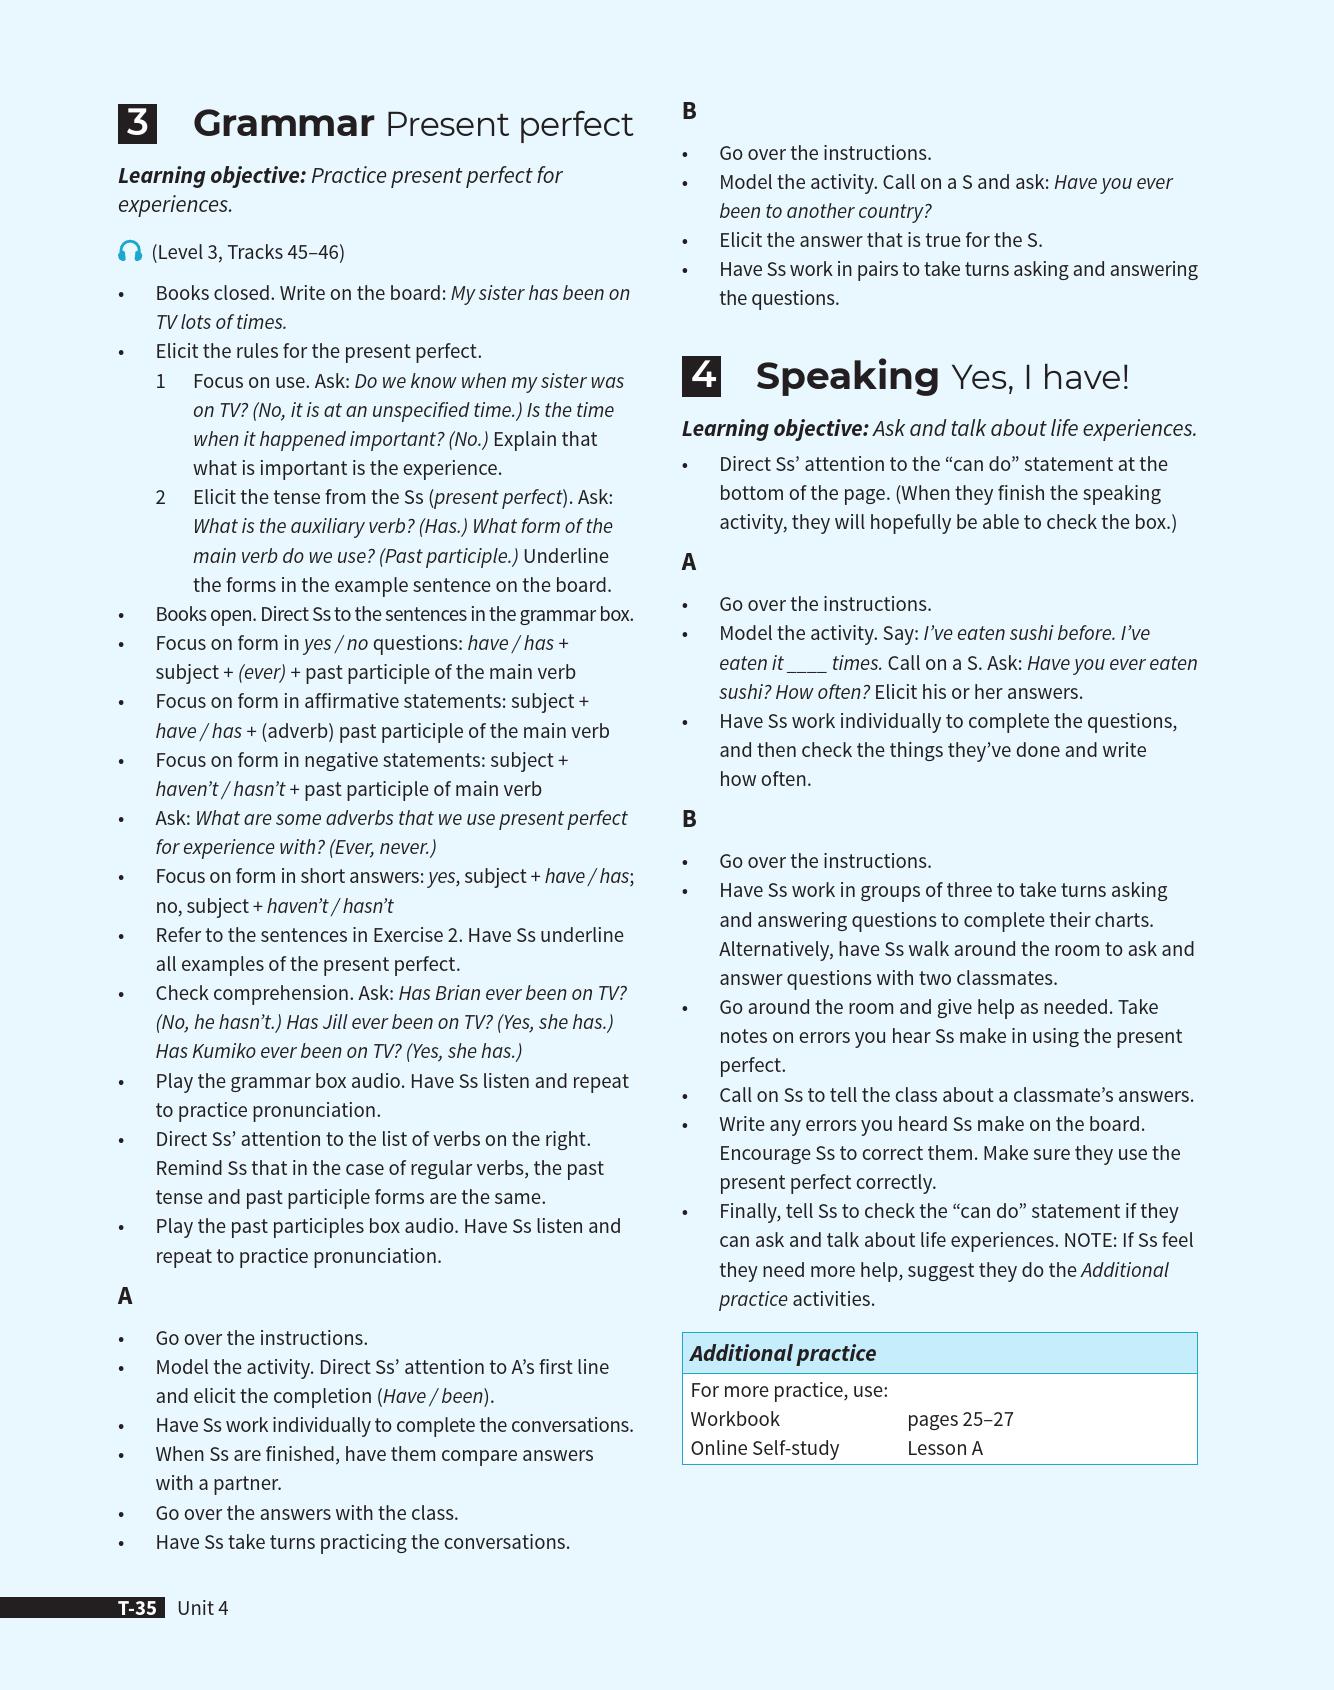 3 Grammar Present perfect
Learning objective: Practice present perfect for
experiences.
(Level 3, Tracks 45–46)
• Books closed. Write on the board: My sister has been on
TV lots of times.
• Elicit the rules for the present perfect.
1 Focus on use. Ask: Do we know when my sister was
on TV? (No, it is at an unspecified time.) Is the time
when it happened important? (No.) Explain that
what is important is the experience.
2 Elicit the tense from the Ss (present perfect). Ask:
What is the auxiliary verb? (Has.) What form of the
main verb do we use? (Past participle.) Underline
the forms in the example sentence on the board.
• Books open. Direct Ss to the sentences in the grammar box.
• Focus on form in yes / no questions: have / has +
subject + (ever) + past participle of the main verb
• Focus on form in affirmative statements: subject +
have / has + (adverb) past participle of the main verb
• Focus on form in negative statements: subject +
haven’t / hasn’t + past participle of main verb
• Ask: What are some adverbs that we use present perfect
for experience with? (Ever, never.)
• Focus on form in short answers: yes, subject + have / has;
no, subject + haven’t / hasn’t
• Refer to the sentences in Exercise 2. Have Ss underline
all examples of the present perfect.
• Check comprehension. Ask: Has Brian ever been on TV?
(No, he hasn’t.) Has Jill ever been on TV? (Yes, she has.)
Has Kumiko ever been on TV? (Yes, she has.)
• Play the grammar box audio. Have Ss listen and repeat
to practice pronunciation.
• Direct Ss’ attention to the list of verbs on the right.
Remind Ss that in the case of regular verbs, the past
tense and past participle forms are the same.
• Play the past participles box audio. Have Ss listen and
repeat to practice pronunciation.
A
• Go over the instructions.
• Model the activity. Direct Ss’ attention to A’s first line
and elicit the completion (Have / been).
• Have Ss work individually to complete the conversations.
• When Ss are finished, have them compare answers
with a partner.
• Go over the answers with the class.
• Have Ss take turns practicing the conversations.
B
• Go over the instructions.
• Model the activity. Call on a S and ask: Have you ever
been to another country?
• Elicit the answer that is true for the S.
• Have Ss work in pairs to take turns asking and answering
the questions.
4 Speaking Yes, I have!
Learning objective: Ask and talk about life experiences.
• Direct Ss’ attention to the “can do” statement at the
bottom of the page. (When they finish the speaking
activity, they will hopefully be able to check the box.)
A
• Go over the instructions.
• Model the activity. Say: I’ve eaten sushi before. I’ve
eaten it ____ times. Call on a S. Ask: Have you ever eaten
sushi? How often? Elicit his or her answers.
• Have Ss work individually to complete the questions,
and then check the things they’ve done and write
how often.
B
• Go over the instructions.
• Have Ss work in groups of three to take turns asking
and answering questions to complete their charts.
Alternatively, have Ss walk around the room to ask and
answer questions with two classmates.
• Go around the room and give help as needed. Take
notes on errors you hear Ss make in using the present
perfect.
• Call on Ss to tell the class about a classmate’s answers.
• Write any errors you heard Ss make on the board.
Encourage Ss to correct them. Make sure they use the
present perfect correctly.
• Finally, tell Ss to check the “can do” statement if they
can ask and talk about life experiences. NOTE: If Ss feel
they need more help, suggest they do the Additional
practice activities.
Additional practice
For more practice, use:
Workbook pages 25–27
Online Self-study Lesson A
T-35 Unit 4